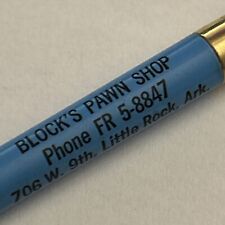 BLOCK'S PAWN SHOP
Phone FR 5-8847
706 W. 9th, Little Rock, Ark.